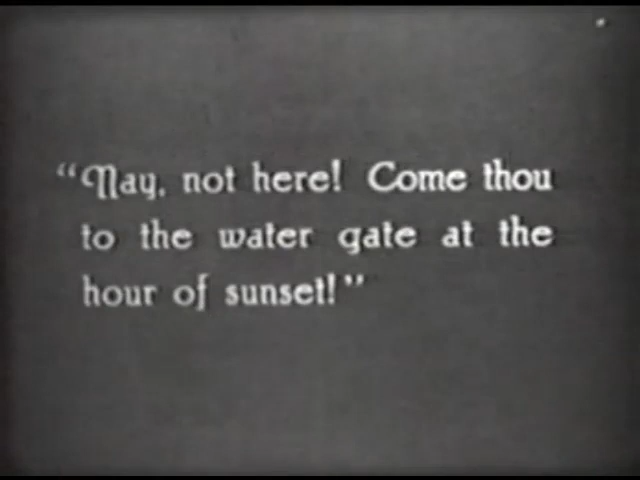 “Nay, not here! Come thou
to the water gate at the
hour of sunset!”